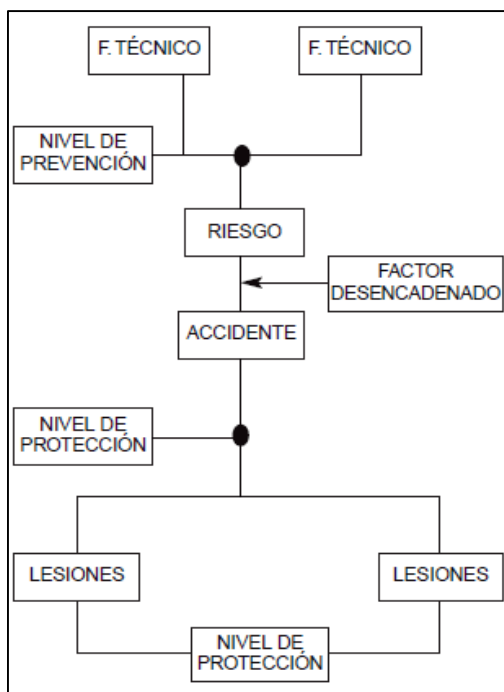 F. TÉCNICO
F. TÉCNICO
NIVEL DE
PREVENCIÓN
RIESGO
FACTOR
DESENCADENADO
ACCIDENTE
NIVEL DE
PROTECCIÓN
LESIONES
LESIONES
NIVEL DE
PROTECCIÓN